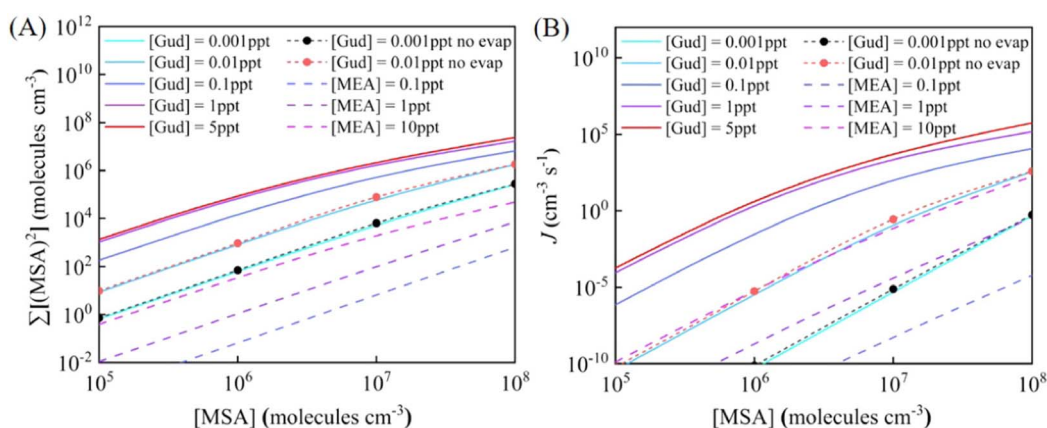 (A)
10^12
10^10
10^8
10^6
10^4
10^2
10^0
10^-2
∑[(MSA)^2] (molecules cm^-3)
[Gud] = 0.001ppt
[Gud] = 0.01ppt
[Gud] = 0.1ppt
[Gud] = 1ppt
[Gud] = 5ppt
[Gud] = 0.001ppt no evap
[Gud] = 0.01ppt no evap
[MEA] = 0.1ppt
[MEA] = 1ppt
[MEA] = 10ppt
10^5 10^6 10^7 10^8
[MSA] (molecules cm^-3)
(B)
10^10
10^5
10^0
10^-5
10^-10
J (cm^-3 s^-1)
[Gud] = 0.001ppt
[Gud] = 0.01ppt
[Gud] = 0.1ppt
[Gud] = 1ppt
[Gud] = 5ppt
[Gud] = 0.001ppt no evap
[Gud] = 0.01ppt no evap
[MEA] = 0.1ppt
[MEA] = 1ppt
[MEA] = 10ppt
10^5 10^6 10^7 10^8
[MSA] (molecules cm^-3)